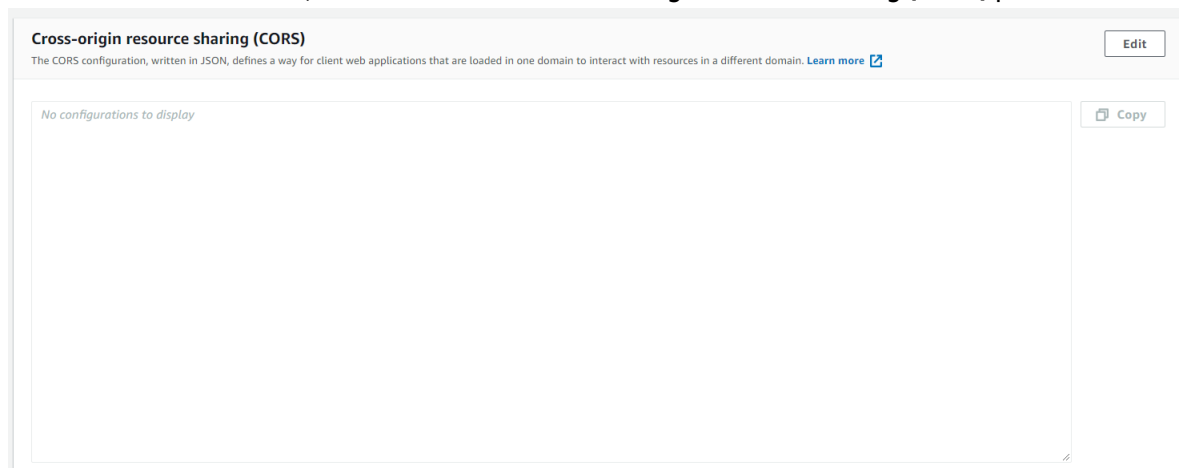 Cross-origin resource sharing (CORS)
Edit
The CORS configuration, written in JSON, defines a way for client web applications that are loaded in one domain to interact with resources in a different domain. Learn more
No configurations to display
Copy